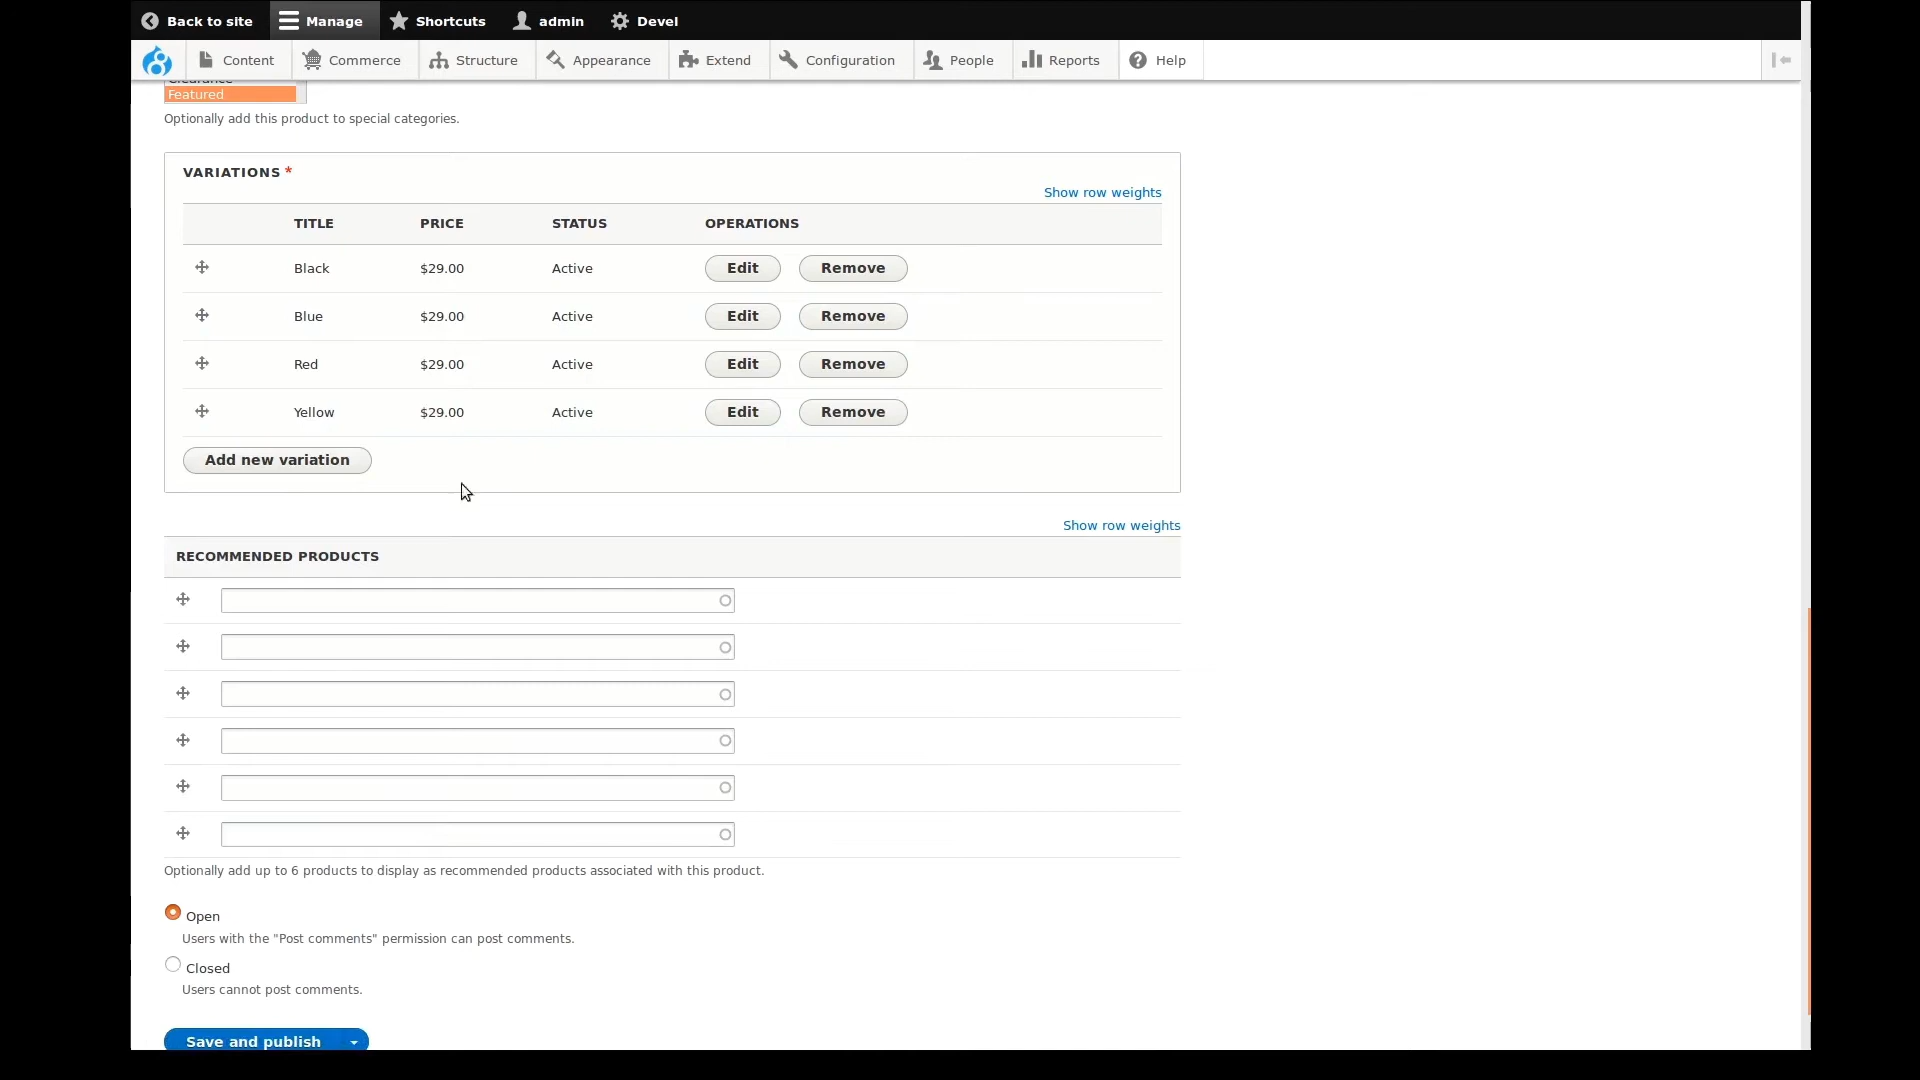 Back to site Manage Shortcuts admin Devel
Content Commerce Structure Appearance Extend Configuration People Reports Help
Clearance
Featured
Optionally add this product to special categories.
VARIATIONS *
Show row weights
TITLE PRICE STATUS OPERATIONS
Black $29.00 Active Edit Remove
Blue $29.00 Active Edit Remove
Red $29.00 Active Edit Remove
Yellow $29.00 Active Edit Remove
Add new variation
Show row weights
RECOMMENDED PRODUCTS
Optionally add up to 6 products to display as recommended products associated with this product.
Open
Users with the "Post comments" permission can post comments.
Closed
Users cannot post comments.
Save and publish